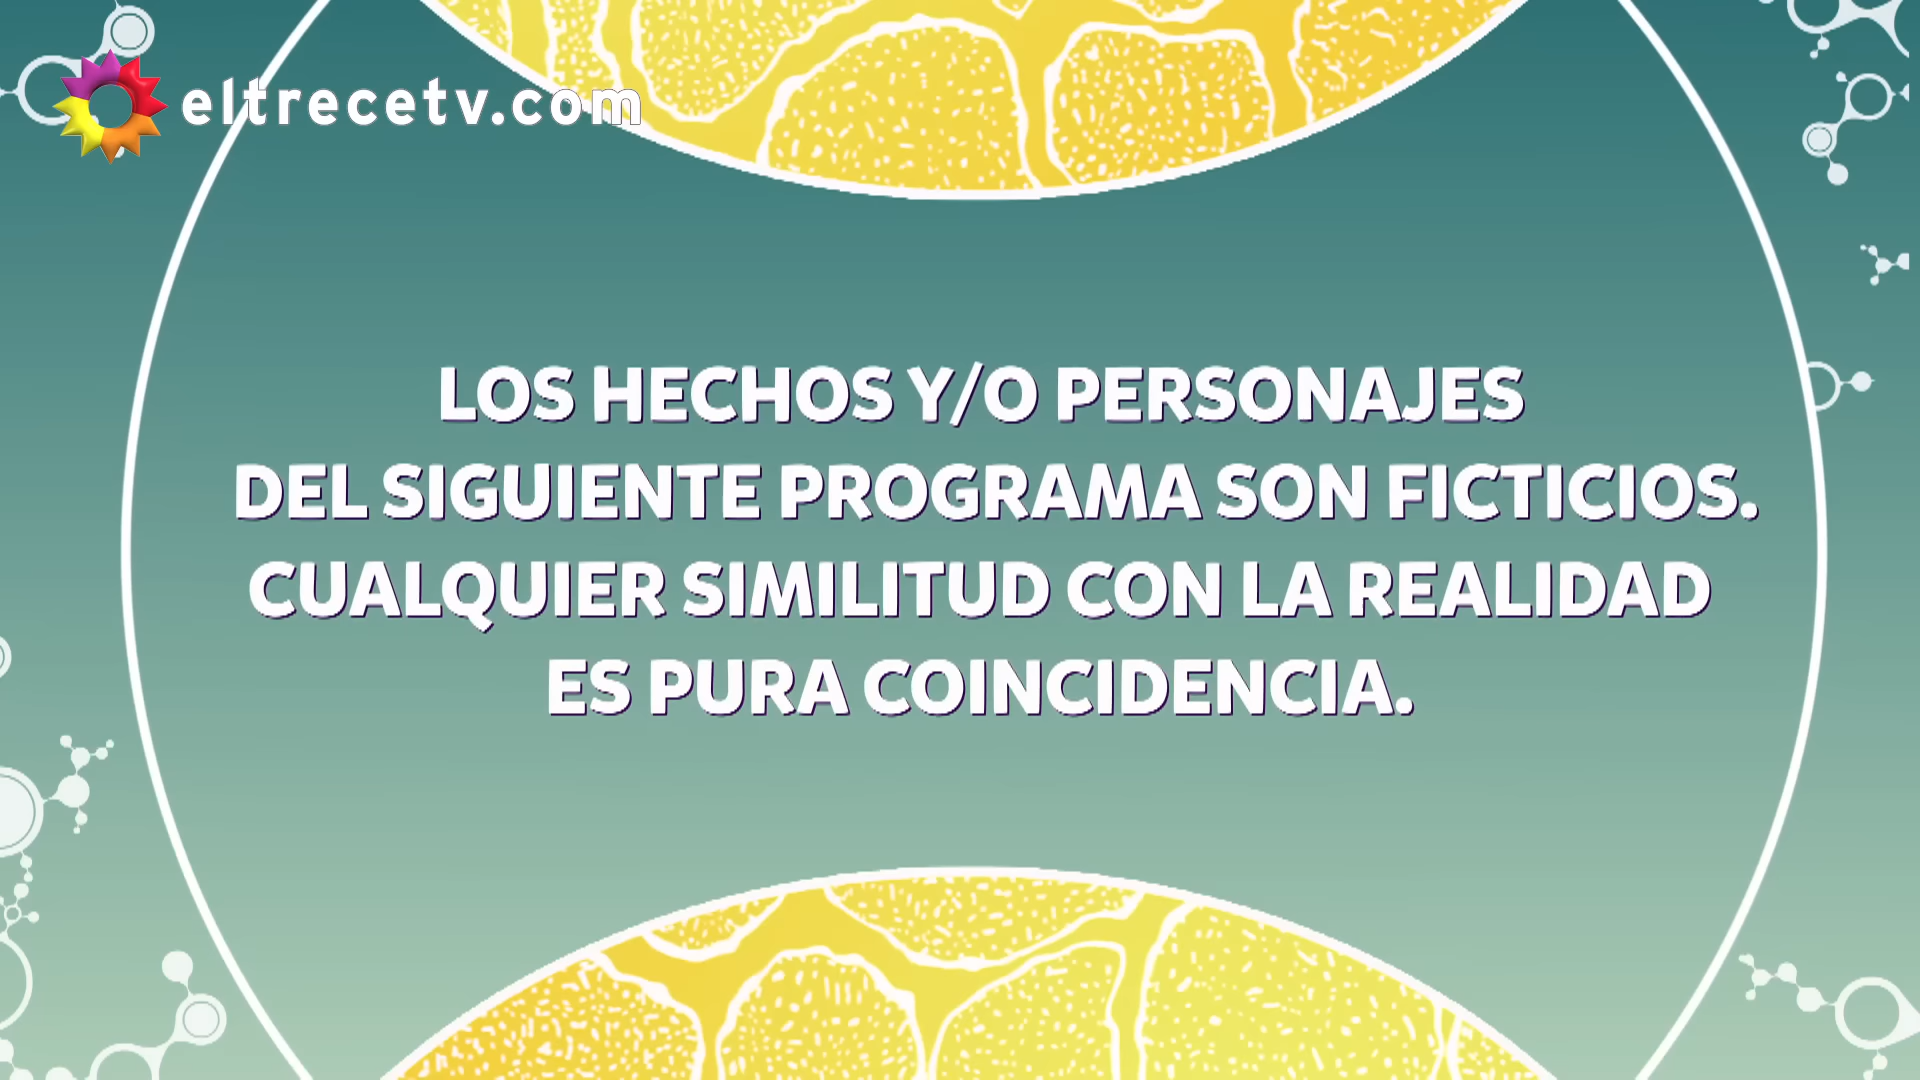 eltrecetv.com
LOS HECHOS Y/O PERSONAJES
DEL SIGUIENTE PROGRAMA SON FICTICIOS.
CUALQUIER SIMILITUD CON LA REALIDAD
ES PURA COINCIDENCIA.